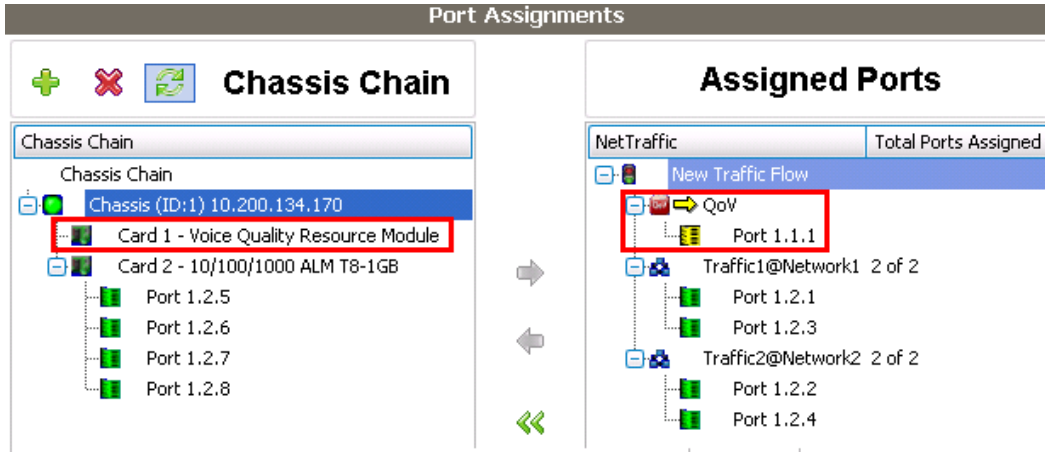 Port Assignments
Chassis Chain
Chassis Chain
Chassis Chain
Chassis (ID:1) 10.200.134.170
Card 1 - Voice Quality Resource Module
Card 2 - 10/100/1000 ALM T8-1GB
Port 1.2.5
Port 1.2.6
Port 1.2.7
Port 1.2.8
Assigned Ports
NetTraffic Total Ports Assigned
New Traffic Flow
QoV
Port 1.1.1
Traffic1@Network1 2 of 2
Port 1.2.1
Port 1.2.3
Traffic2@Network2 2 of 2
Port 1.2.2
Port 1.2.4